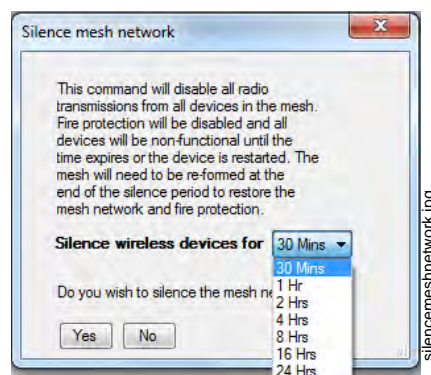 Silence mesh network
This command will disable all radio
transmissions from all devices in the mesh.
Fire protection will be disabled and all
devices will be non-functional until the
time expires or the device is restarted. The
mesh will need to be re-formed at the
end of the silence period to restore the
mesh network and fire protection.
Silence wireless devices for 30 Mins
30 Mins
1 Hr
Do you wish to silence the mesh
2 Hrs
4 Hrs
8 Hrs
16 Hrs
24 Hrs
Yes No
silencemeshnetwork.jpg